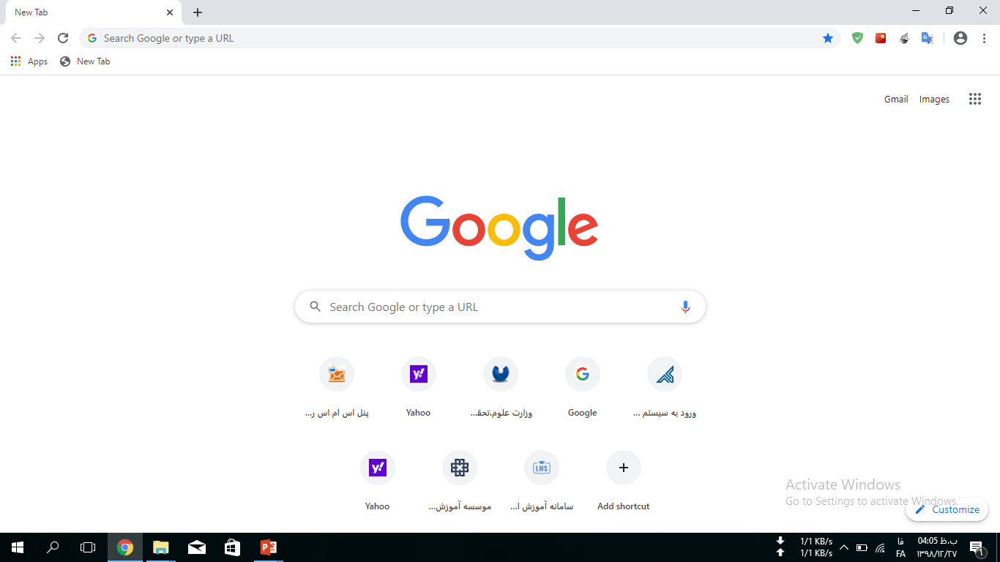 New Tab
Search Google or type a URL
Apps
New Tab
Gmail
Images
Google
Search Google or type a URL
پنل اس ام اس ر...
Yahoo
وزارت علوم،تحق...
Google
ورود به سیستم ...
Yahoo
موسسه آموزش...
سامانه آموزش ا...
Add shortcut
LMS
Activate Windows
Go to Settings to activate Windows.
Customize
1/1 KB/s
1/1 KB/s
فا
FA
04:05 ب.ظ
۱۳۹۸/۱۲/۲۷
۱